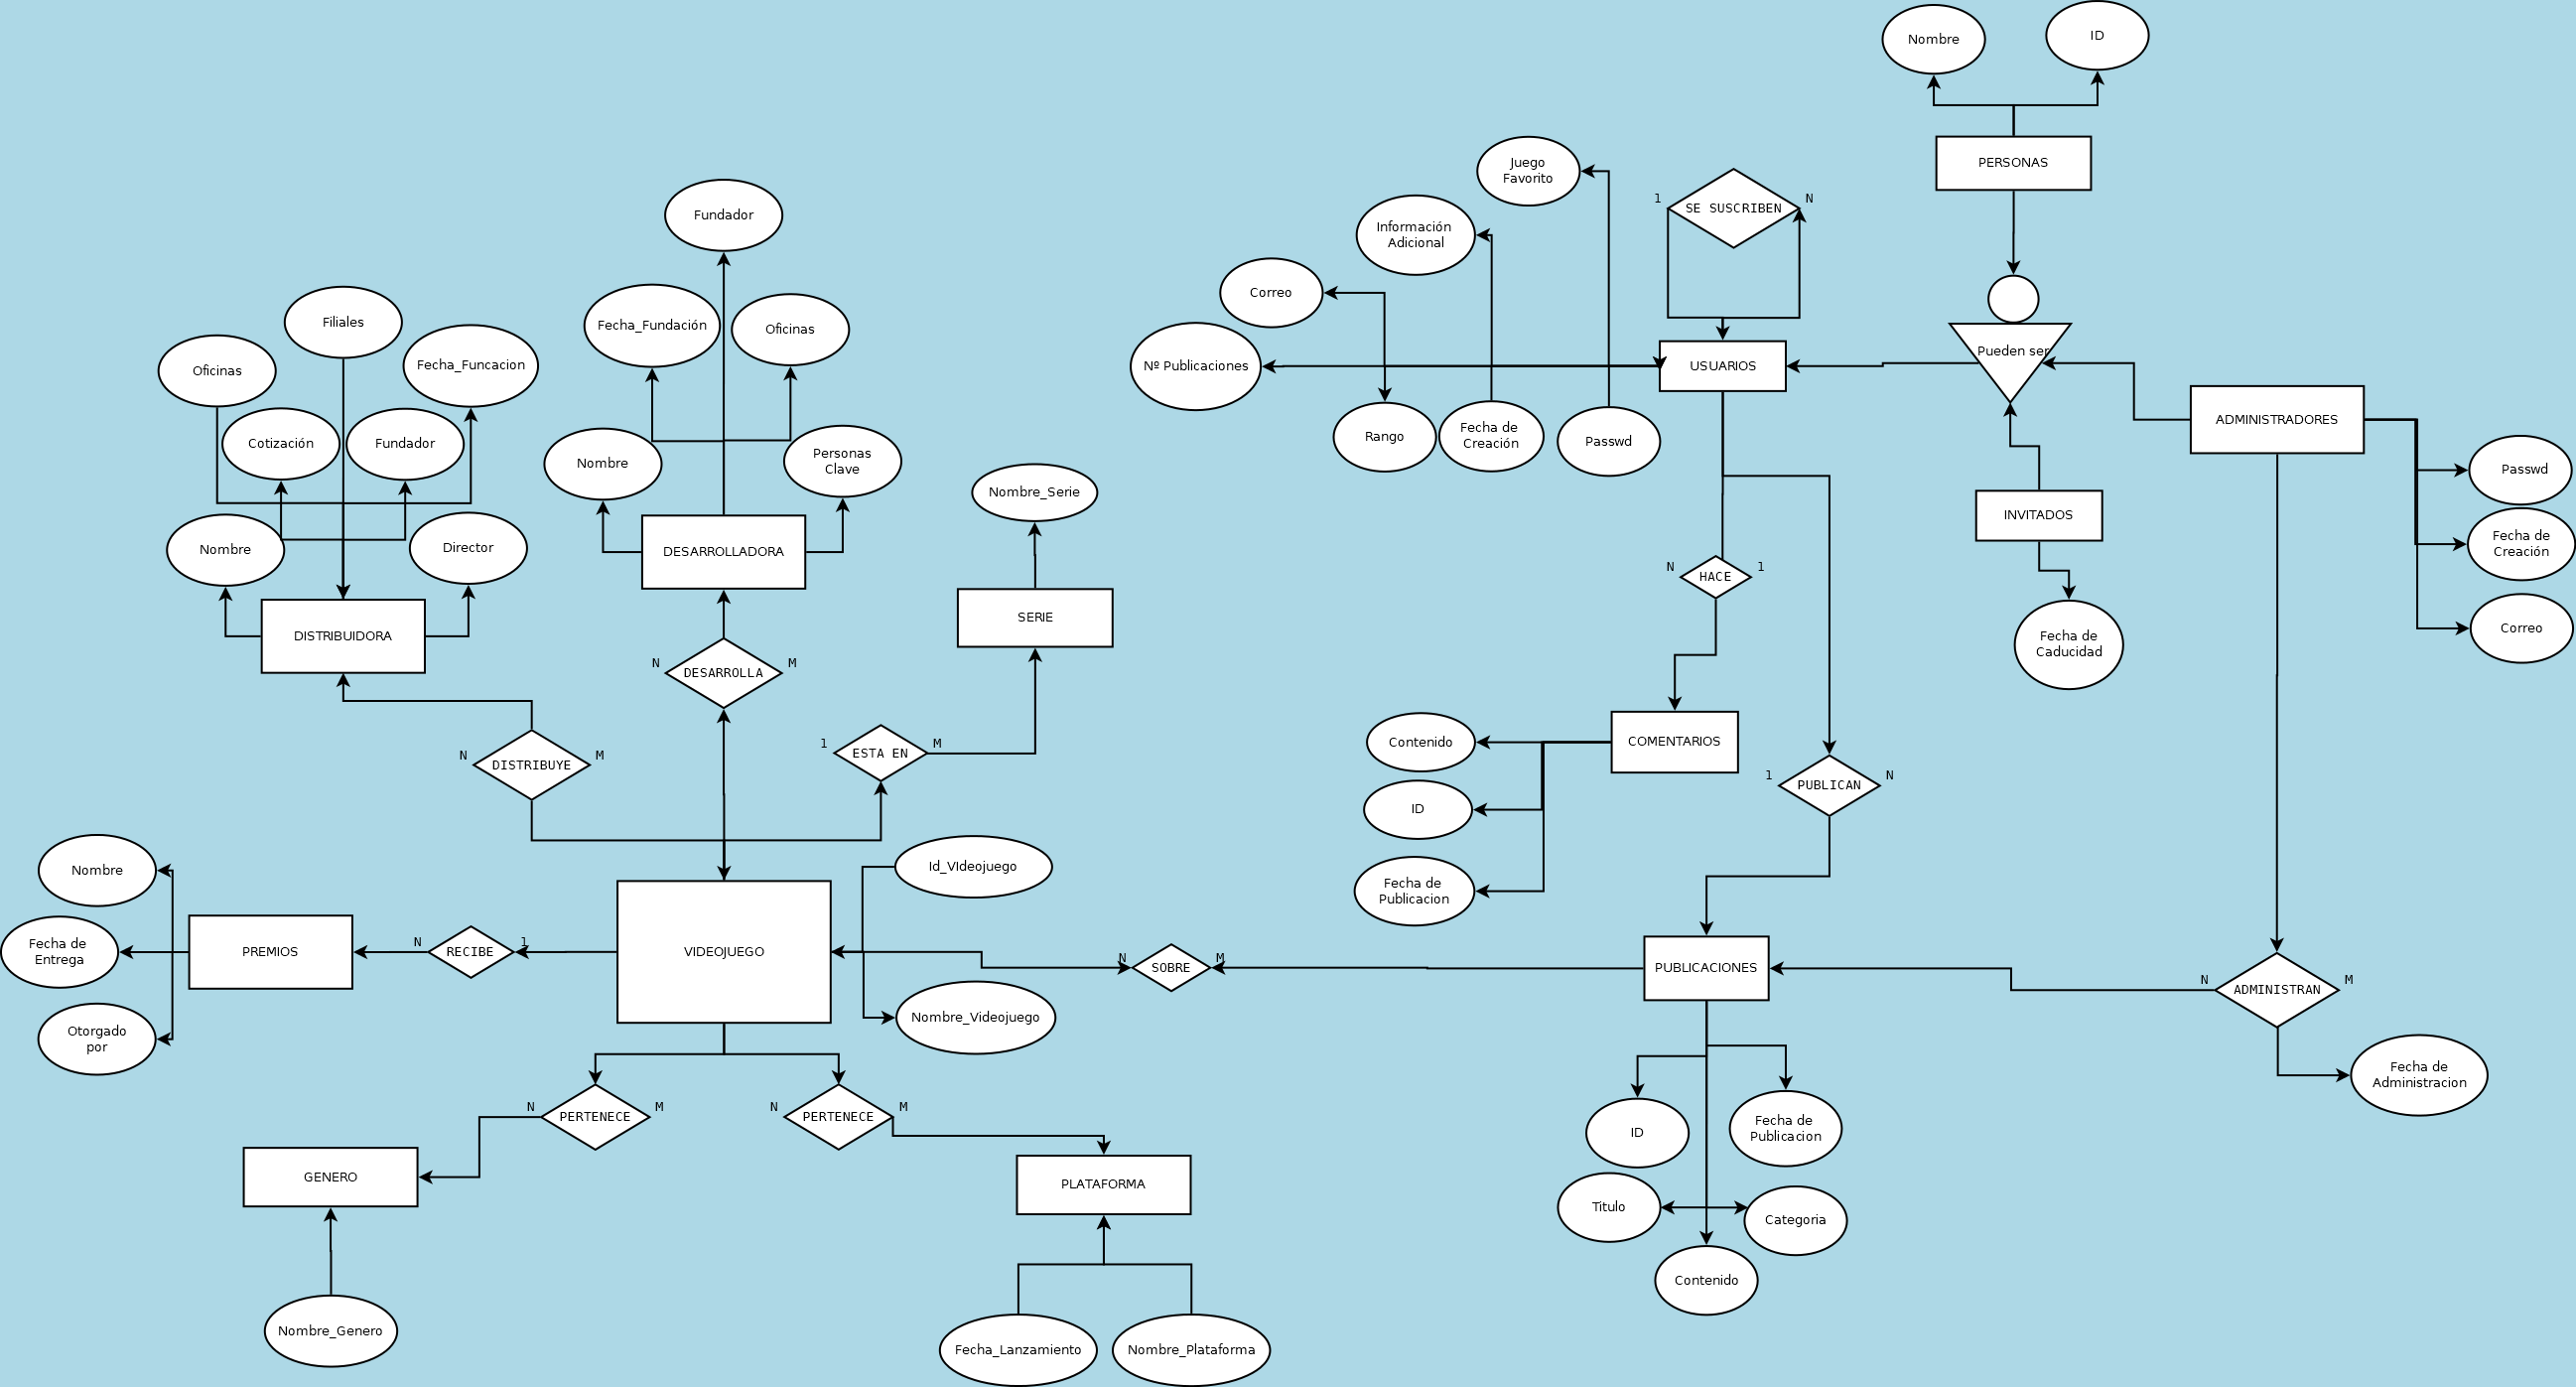 Nombre
ID
PERSONAS
Juego
Favorito
1
SE SUSCRIBEN
N
Información
Adicional
Correo
Nº Publicaciones
USUARIOS
Pueden ser
Rango
Fecha de
Creación
Passwd
ADMINISTRADORES
Passwd
Fecha de
Creación
Correo
INVITADOS
Fecha de
Caducidad
Fundador
Fecha_Fundación
Oficinas
Nombre
Personas
Clave
DESARROLLADORA
Filiales
Oficinas
Fecha_Funcacion
Cotización
Fundador
Nombre
Director
DISTRIBUIDORA
Nombre_Serie
SERIE
N
DESARROLLA
M
N
DISTRIBUYE
M
1
ESTA EN
M
N
HACE
1
COMENTARIOS
Contenido
ID
Fecha de
Publicacion
1
PUBLICAN
N
Nombre
Fecha de
Entrega
Otorgado
por
PREMIOS
N
RECIBE
1
VIDEOJUEGO
Id_VIdeojuego
Nombre_Videojuego
N
SOBRE
M
PUBLICACIONES
N
ADMINISTRAN
M
Fecha de
Administracion
N
PERTENECE
M
N
PERTENECE
M
GENERO
Nombre_Genero
PLATAFORMA
Fecha_Lanzamiento
Nombre_Plataforma
ID
Fecha de
Publicacion
Titulo
Categoria
Contenido